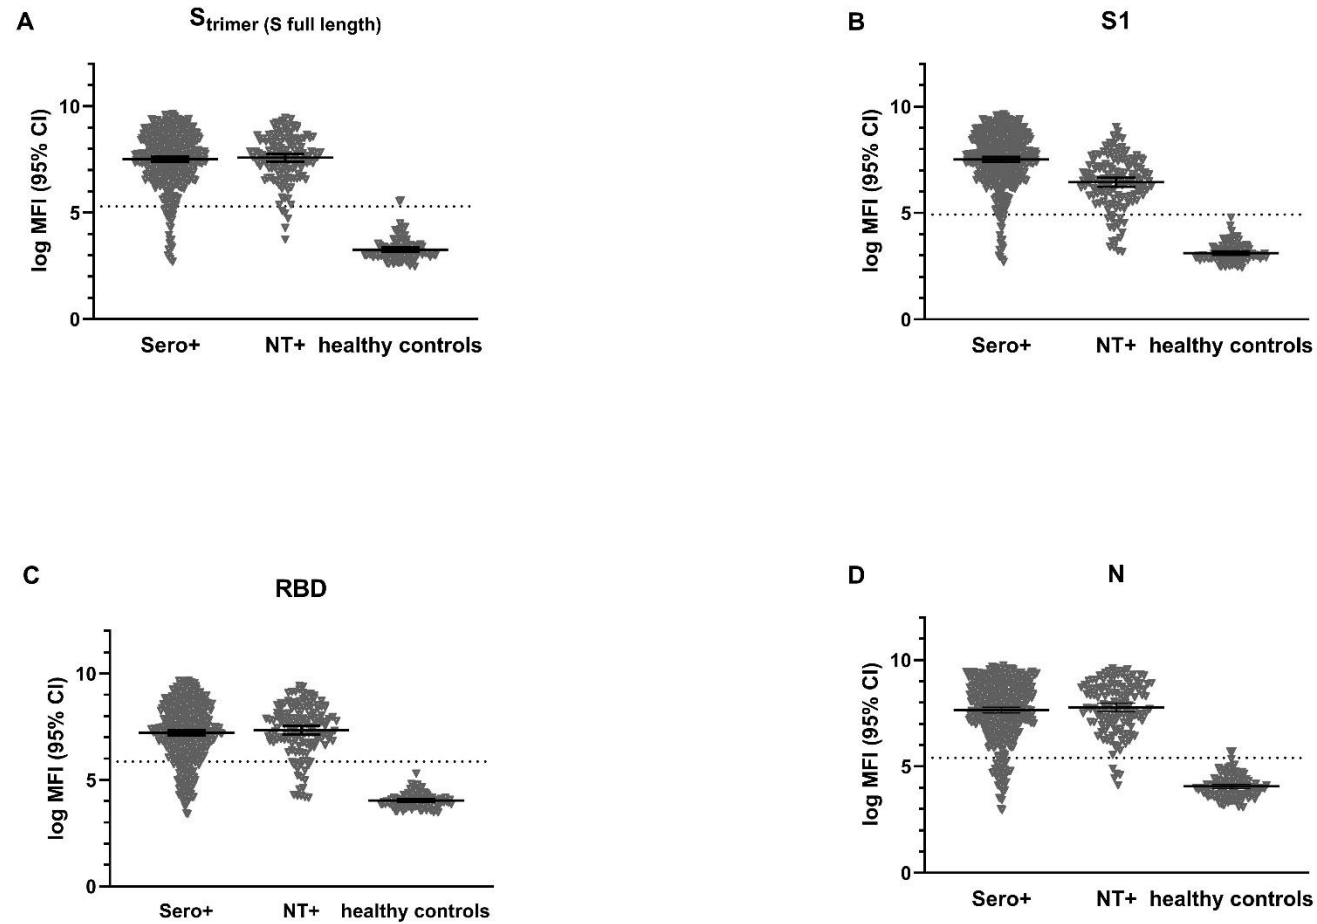 A
Strimer (S full length)
log MFI (95% CI)
10
5
0
Sero+ NT+ healthy controls
B
S1
log MFI (95% CI)
10
5
0
Sero+ NT+ healthy controls
C
RBD
log MFI (95% CI)
10
5
0
Sero+ NT+ healthy controls
D
N
log MFI (95% CI)
10
5
0
Sero+ NT+ healthy controls